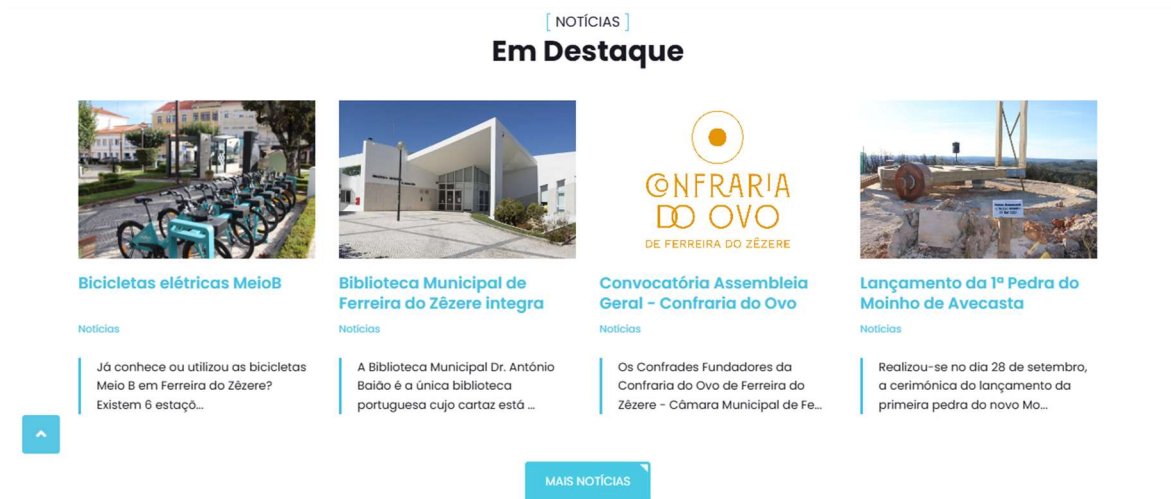 [ NOTÍCIAS ]
Em Destaque
CONFRARIA
DO OVO
DE FERREIRA DO ZÊZERE
Bicicletas elétricas MeioB
Notícias
Já conhece ou utilizou as bicicletas
Meio B em Ferreira do Zêzere?
Existem 6 estaçõ...
Biblioteca Municipal de
Ferreira do Zêzere integra
Notícias
A Biblioteca Municipal Dr. António
Baião é a única biblioteca
portuguesa cujo cartaz está ...
Convocatória Assembleia
Geral - Confraria do Ovo
Notícias
Os Confrades Fundadores da
Confraria do Ovo de Ferreira do
Zêzere - Câmara Municipal de Fe...
Lançamento da 1ª Pedra do
Moinho de Avecasta
Notícias
Realizou-se no dia 28 de setembro,
a cerimónica do lançamento da
primeira pedra do novo Mo...
MAIS NOTÍCIAS